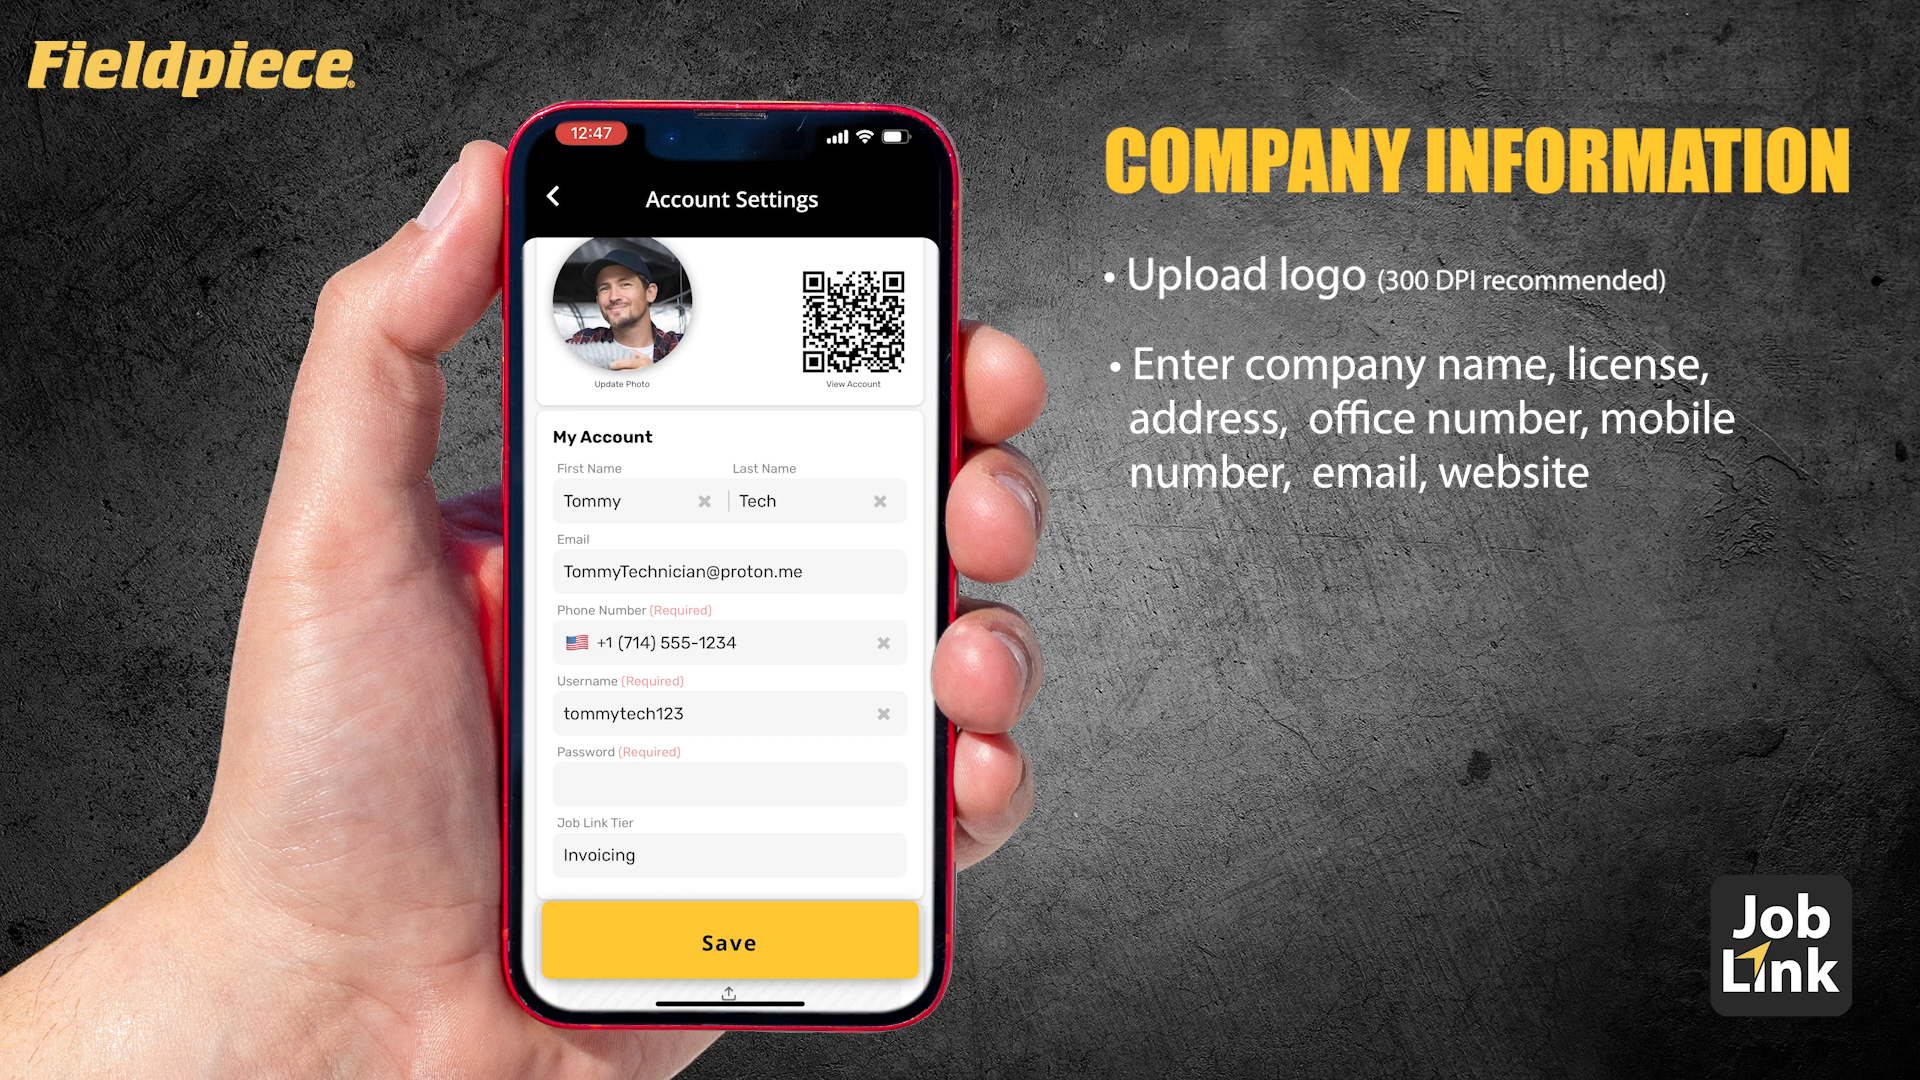 Fieldpiece
12:47
Account Settings
Update Photo
View Account
My Account
First Name Last Name
Tommy Tech
Email
TommyTechnician@proton.me
Phone Number (Required)
+1 (714) 555-1234
Username (Required)
tommytech123
Password (Required)
Job Link Tier
Invoicing
Save
COMPANY INFORMATION
• Upload logo (300 DPI recommended)
• Enter company name, license,
address, office number, mobile
number, email, website
Job
Link